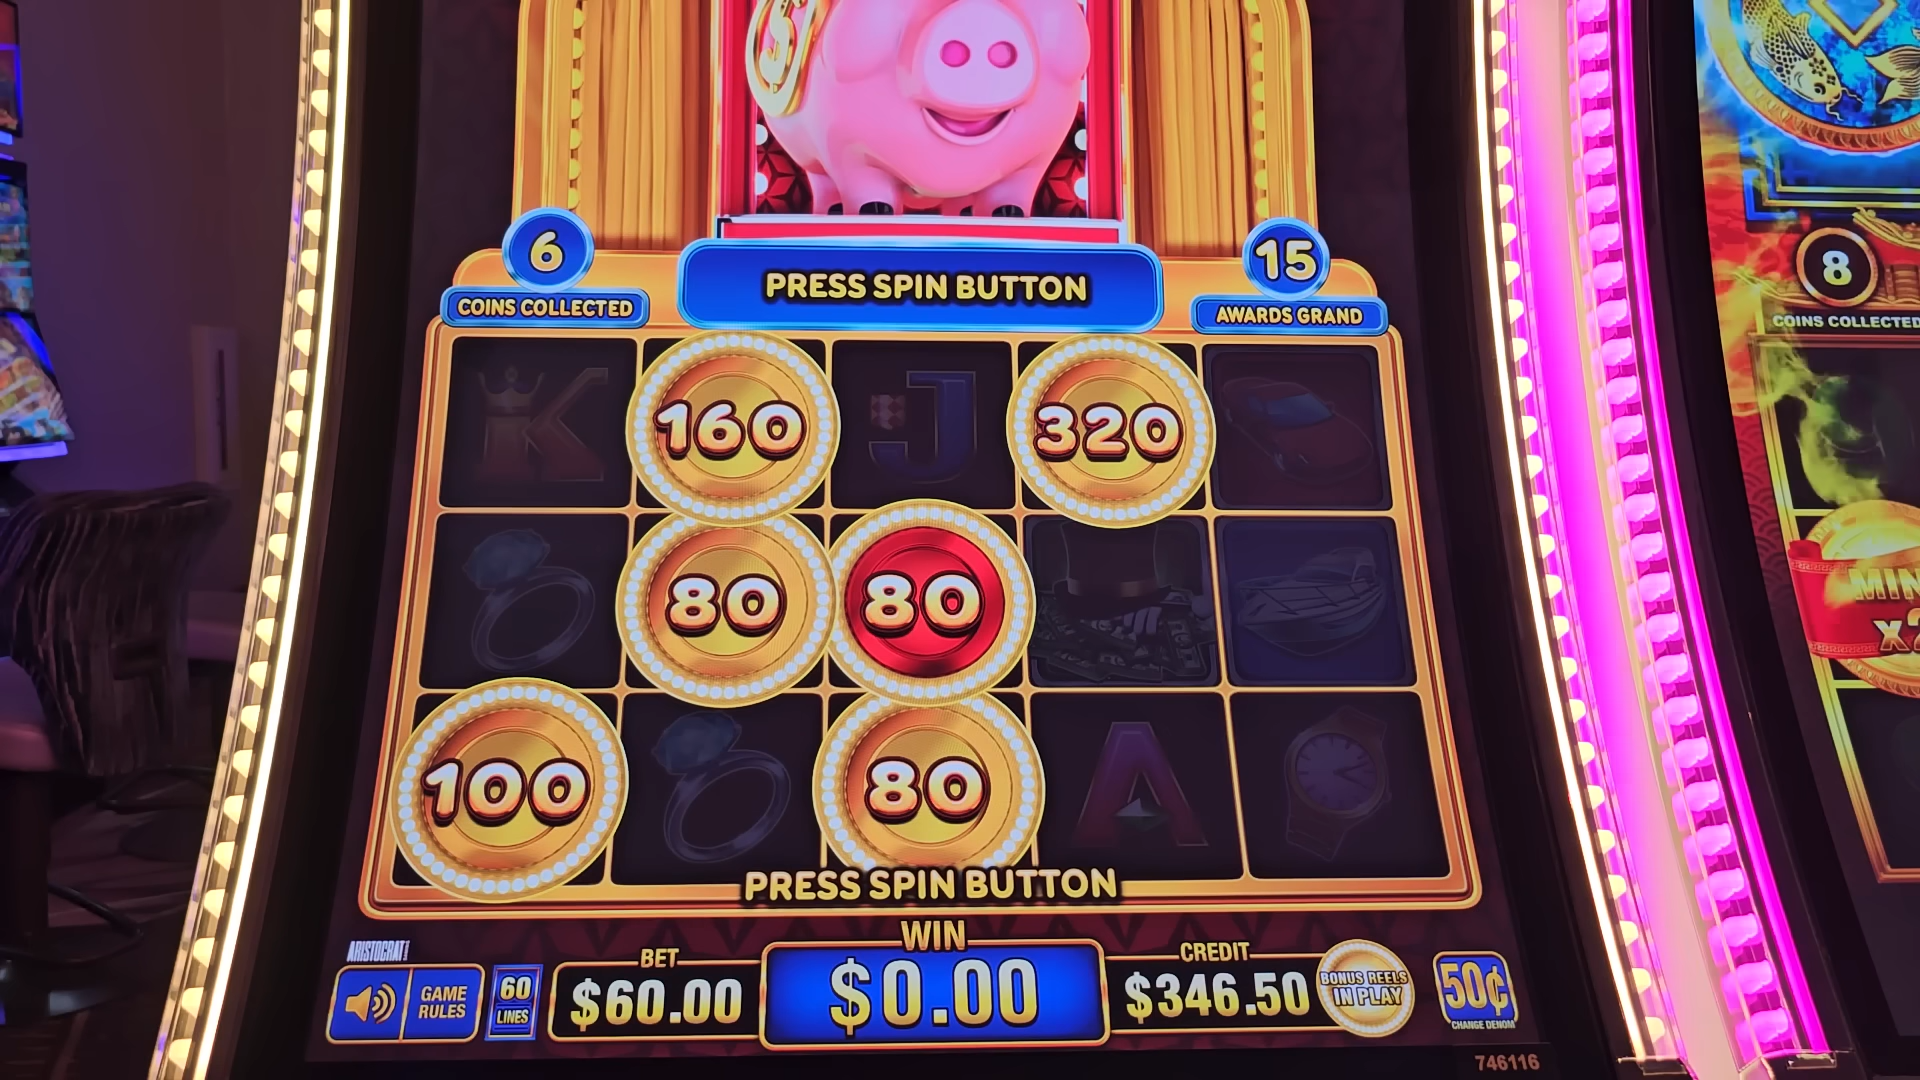 $
6
15
8
PRESS SPIN BUTTON
COINS COLLECTED
AWARDS GRAND
COINS COLLECTED
K
160
J
320
80
80
MIN
x2
100
80
A
PRESS SPIN BUTTON
ARISTOCRAT
WIN
BET
CREDIT
GAME RULES
60 LINES
$60.00
$0.00
$346.50
BONUS REELS IN PLAY
50¢
CHANGE DENOM
746116